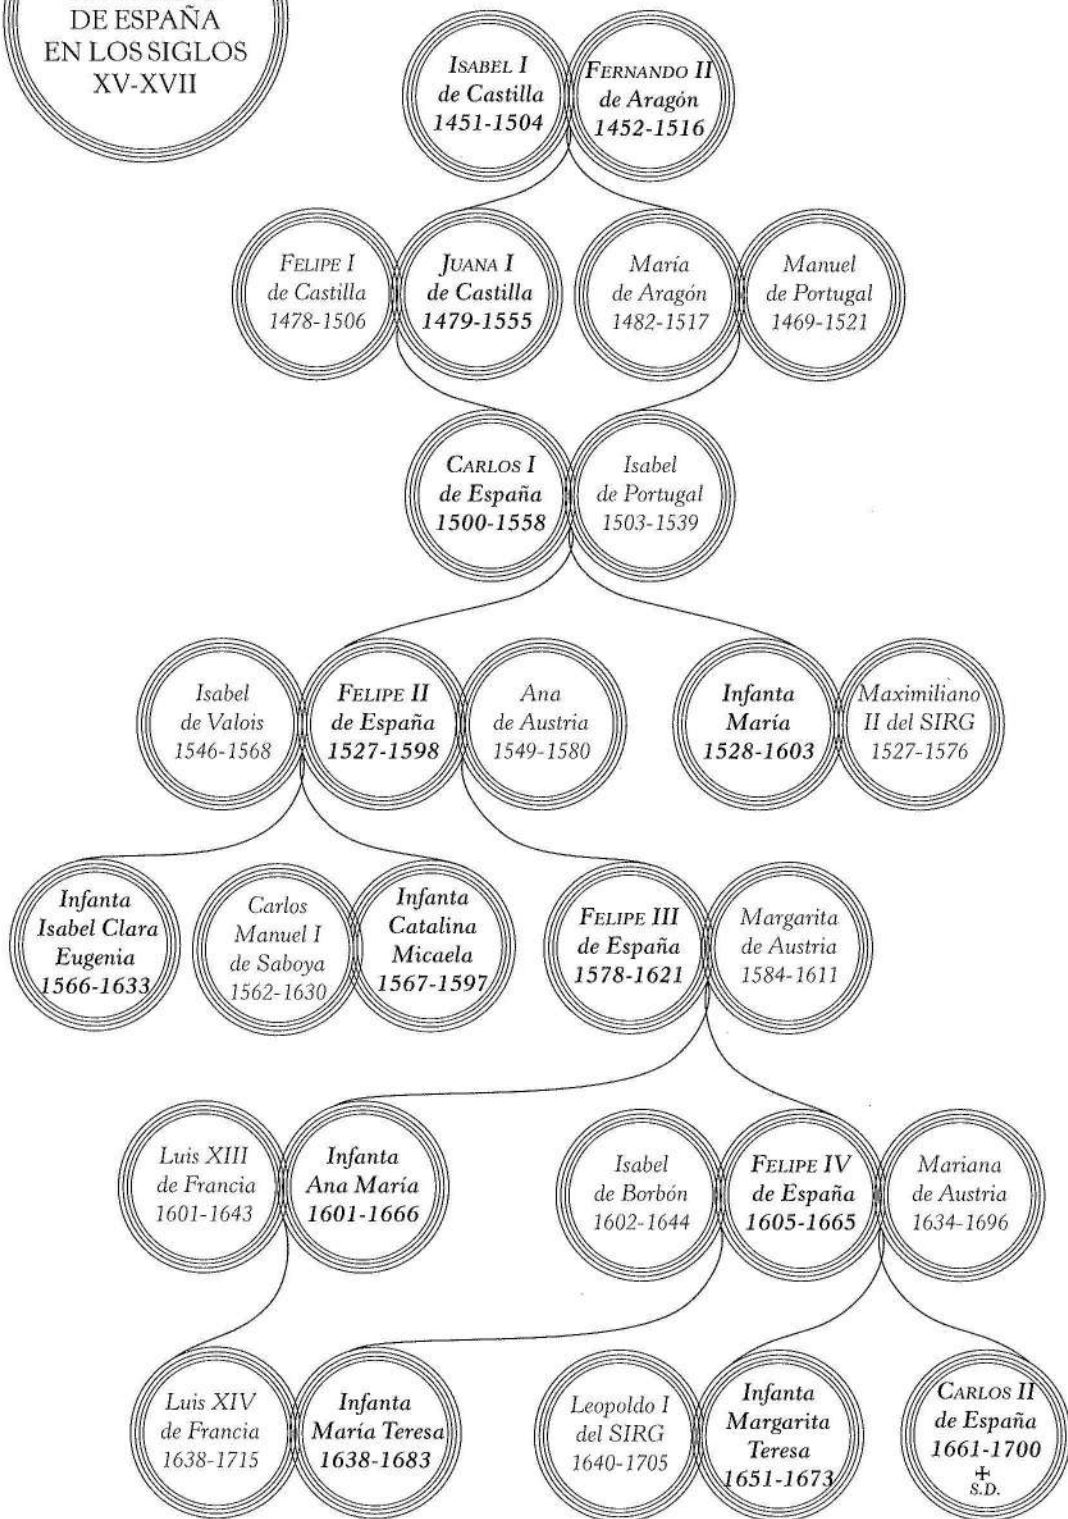 DE ESPAÑA
EN LOS SIGLOS
XV-XVII
ISABEL I
de Castilla
1451-1504
FERNANDO II
de Aragón
1452-1516
FELIPE I
de Castilla
1478-1506
JUANA I
de Castilla
1479-1555
María
de Aragón
1482-1517
Manuel
de Portugal
1469-1521
CARLOS I
de España
1500-1558
Isabel
de Portugal
1503-1539
Isabel
de Valois
1546-1568
FELIPE II
de España
1527-1598
Ana
de Austria
1549-1580
Infanta
María
1528-1603
Maximiliano
II del SIRG
1527-1576
Infanta
Isabel Clara
Eugenia
1566-1633
Carlos
Manuel I
de Saboya
1562-1630
Infanta
Catalina
Micaela
1567-1597
FELIPE III
de España
1578-1621
Margarita
de Austria
1584-1611
Luis XIII
de Francia
1601-1643
Infanta
Ana María
1601-1666
Isabel
de Borbón
1602-1644
FELIPE IV
de España
1605-1665
Mariana
de Austria
1634-1696
Luis XIV
de Francia
1638-1715
Infanta
María Teresa
1638-1683
Leopoldo I
del SIRG
1640-1705
Infanta
Margarita
Teresa
1651-1673
CARLOS II
de España
1661-1700
✝
S.D.